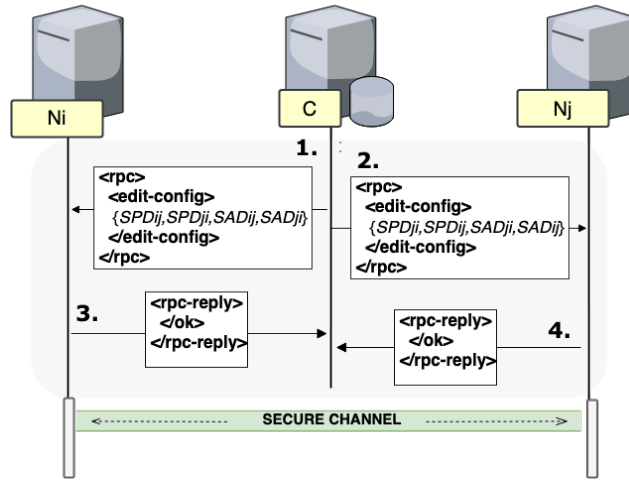 Ni
C
Nj
1.
:
2.
<rpc>
<edit-config>
{SPDij,SPDji,SADij,SADji}
</edit-config>
</rpc>
<rpc>
<edit-config>
{SPDji,SPDij,SADji,SADij}
</edit-config>
</rpc>
3.
<rpc-reply>
</ok>
</rpc-reply>
<rpc-reply>
</ok>
</rpc-reply>
4.
SECURE CHANNEL